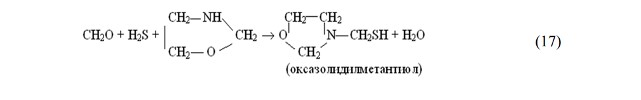 CH2—NH CH2—CH2
CH2O + H2S + | CH2 → O N—CH2SH + H2O (17)
CH2—O CH2
(оксазолидилметантиол)